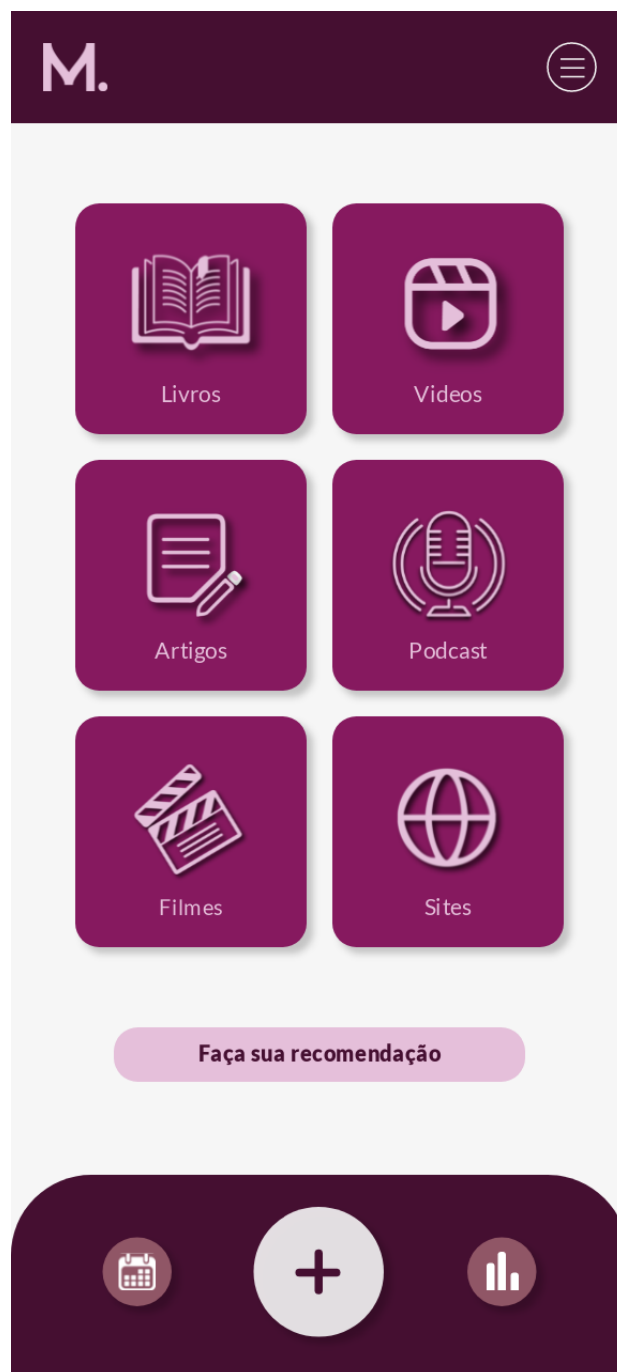 M.
Livros
Videos
Artigos
Podcast
Filmes
Sites
Faça sua recomendação